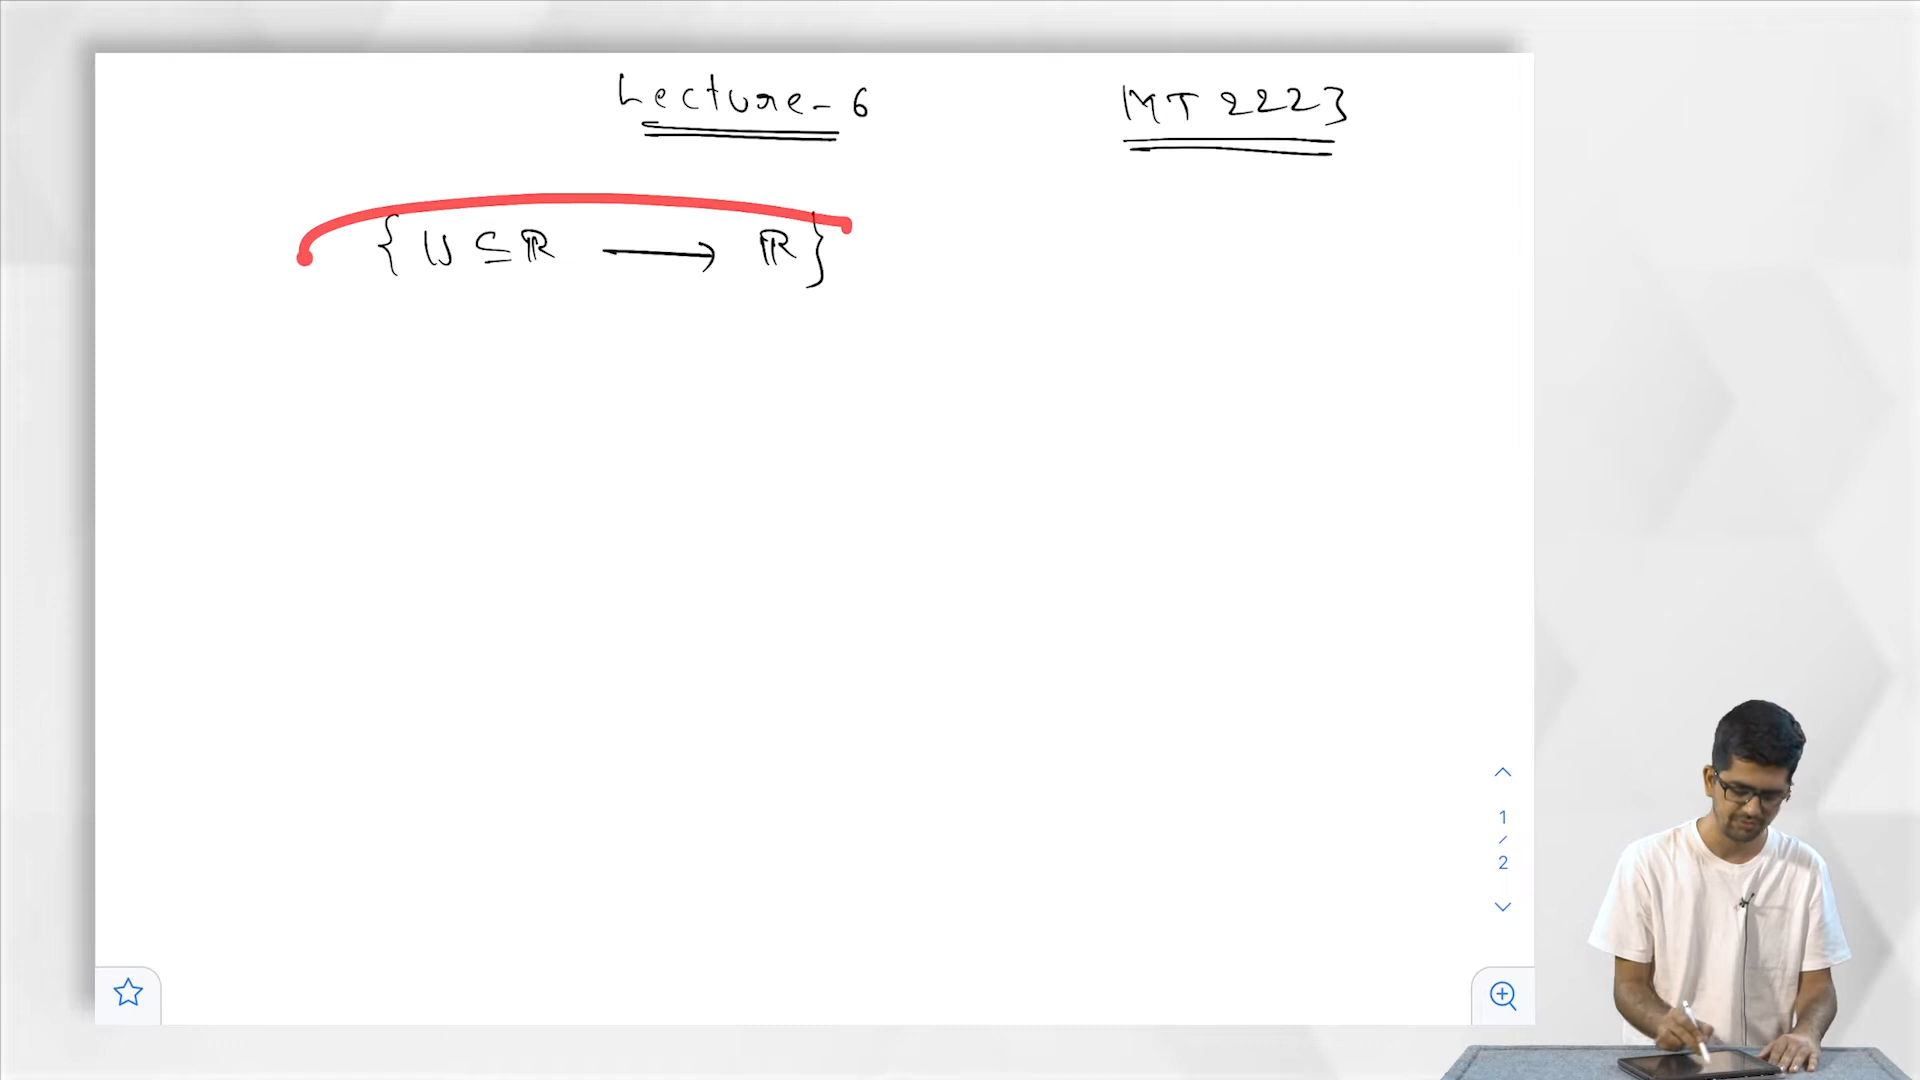 Lecture - 6
MT 2223
{ U ⊆ ℝ ⟶ ℝ }
1
/
2